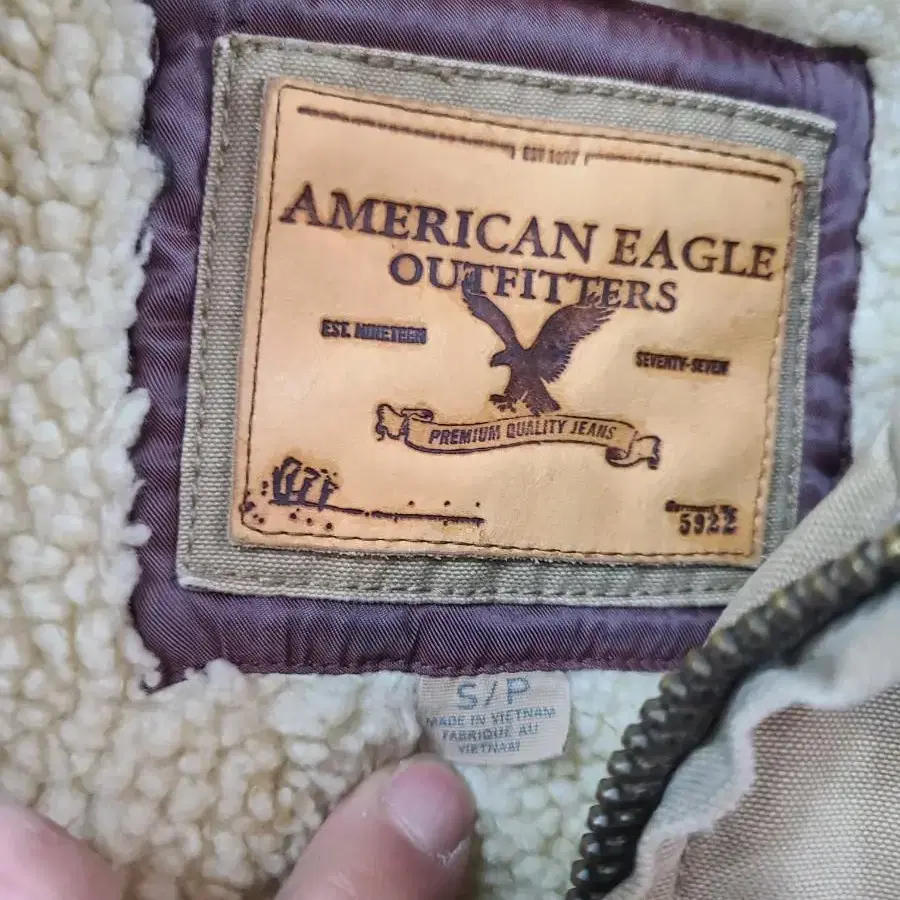 EST 1977
AMERICAN EAGLE
OUTFITTERS
EST. NINETEEN
SEVENTY-SEVEN
PREMIUM QUALITY JEANS
5922
S/P
MADE IN VIETNAM
FABRIQUE AU
VIETNAM